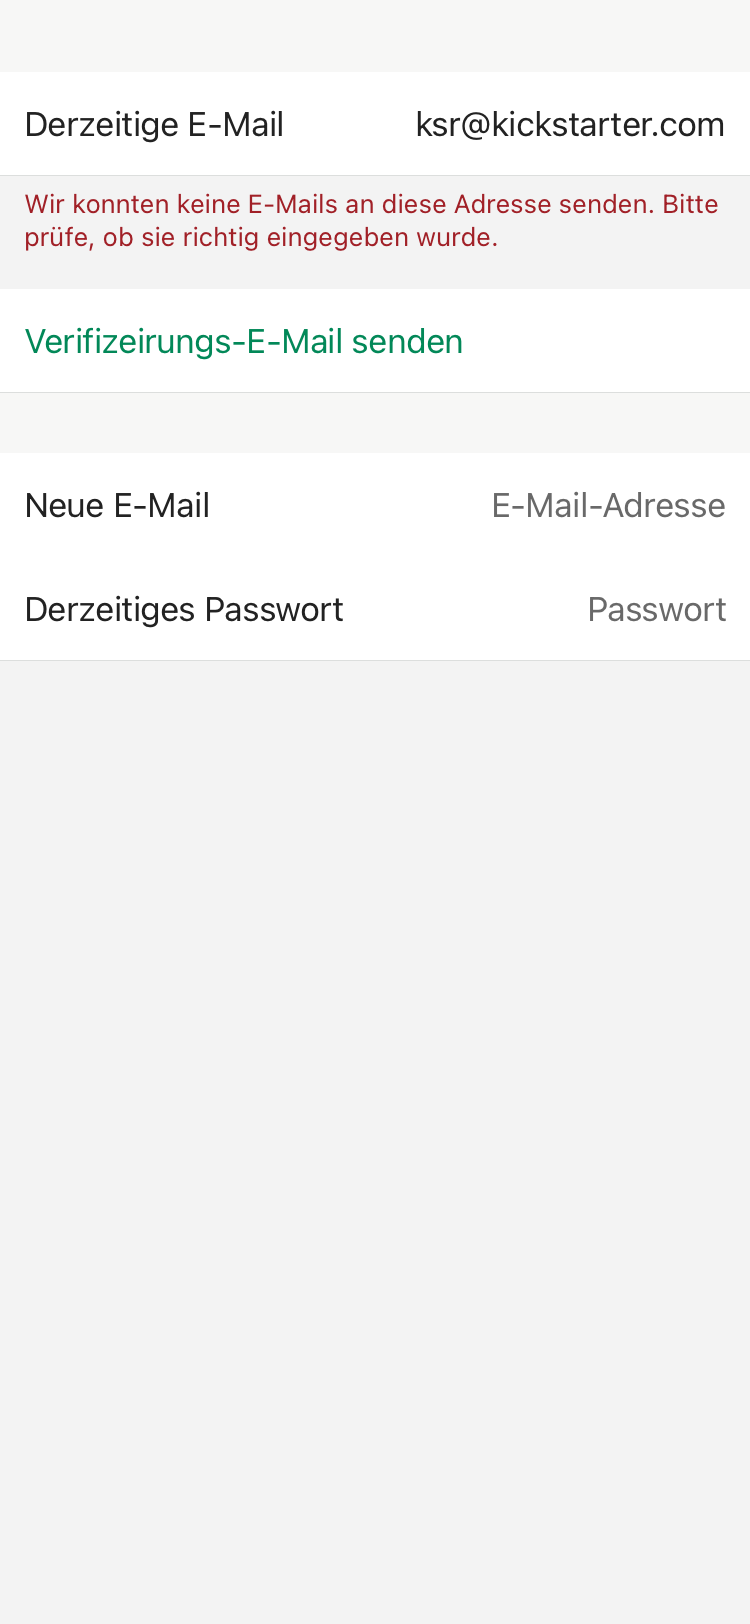 Derzeitige E-Mail ksr@kickstarter.com
Wir konnten keine E-Mails an diese Adresse senden. Bitte
prüfe, ob sie richtig eingegeben wurde.
Verifizeirungs-E-Mail senden
Neue E-Mail E-Mail-Adresse
Derzeitiges Passwort Passwort